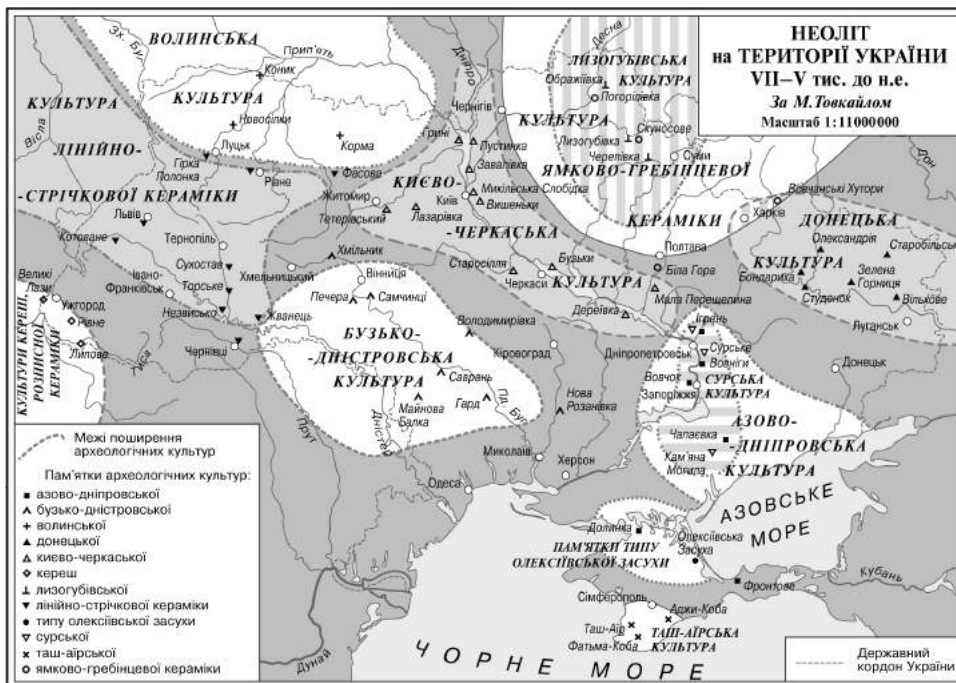 НЕОЛІТ
на ТЕРИТОРІЇ УКРАЇНИ
VII–V тис. до н.е.
За М.Товкайлом
Масштаб 1:11000000
ВОЛИНСЬКА
КУЛЬТУРА
Зх. Буг
Прип'ять
Коник
Новосілки
Луцьк
Корма
Дніпро
Десна
ЛИЗОГУБІВСЬКА
КУЛЬТУРА
Ображіївка
Погорілівка
Лизогубівка
Скуносове
Черепівка
Суми
КУЛЬТУРА
ЯМКОВО-ГРЕБІНЦЕВОЇ
КЕРАМІКИ
Чернігів
КУЛЬТУРА
ЛІНІЙНО-
-СТРІЧКОВОЇ КЕРАМІКИ
Вісла
Гірка
Полонка
Рівне
Фасова
Грині
Лустинка
Завалівка
Микільська Слобідка
Вишеньки
Київ
КИЄВО-
-ЧЕРКАСЬКА
КУЛЬТУРА
Житомир
Тетерівський
Лазарівка
Львів
Котоване
Тернопіль
Сухостав
Торське
Незвисько
Івано-
Франківськ
Хмільник
Хмельницький
Жванець
Чернівці
Великі
Лази
Ужгород
Рівне
Липове
Тиса
КУЛЬТУРИ КЕРЕШ,
РОЗПИСНОЇ
КЕРАМІКИ
Вінниця
Печера
Самчинці
БУЗЬКО-
-ДНІСТРОВСЬКА
КУЛЬТУРА
Володимирівка
Саврань
Гард
Майнова
Балка
Пд. Буг
Дністер
Прут
Старосілля
Бузьки
Черкаси
Деріївка
Мала Перещепина
Біла Гора
Полтава
Кіровоград
Нова
Розанівка
Вовчанські Хутори
Харків
Дон
ДОНЕЦЬКА
КУЛЬТУРА
Олександрія
Старобільськ
Бондариха
Зелена
Горниця
Студенок
Вільхове
Луганськ
Донецьк
Ігрень
Дніпропетровськ
Сурське
Вовніги
Вовчок
Запоріжжя
СУРСЬКА
КУЛЬТУРА
АЗОВО-
-ДНІПРОВСЬКА
КУЛЬТУРА
Чапаєвка
Кам'яна
Могила
Миколаїв
Херсон
Одеса
АЗОВСЬКЕ
МОРЕ
Долинка
Олексіївська
Засуха
ПАМ'ЯТКИ ТИПУ
ОЛЕКСІЇВСЬКОЇ ЗАСУХИ
Фронтове
Кубань
Сімферополь
Аджи-Коба
Таш-Аїр
Фатьма-Коба
ТАШ-АЇРСЬКА
КУЛЬТУРА
ЧОРНЕ МОРЕ
Дунай
Межі поширення
археологічних культур
Пам'ятки археологічних культур:
азово-дніпровської
бузько-дністровської
волинської
донецької
києво-черкаської
кереш
лизогубівської
лінійно-стрічкової кераміки
типу олексіївської засухи
сурської
таш-аїрської
ямково-гребінцевої кераміки
Державний
кордон України